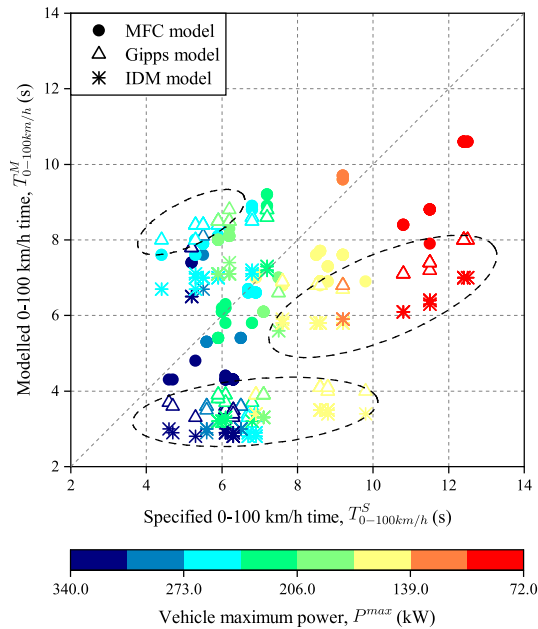 MFC model
Gipps model
IDM model
14
12
10
8
6
4
2
Modelled 0-100 km/h time, T^M_{0−100km/h} (s)
2 4 6 8 10 12 14
Specified 0-100 km/h time, T^S_{0−100km/h} (s)
340.0 273.0 206.0 139.0 72.0
Vehicle maximum power, P^{max} (kW)